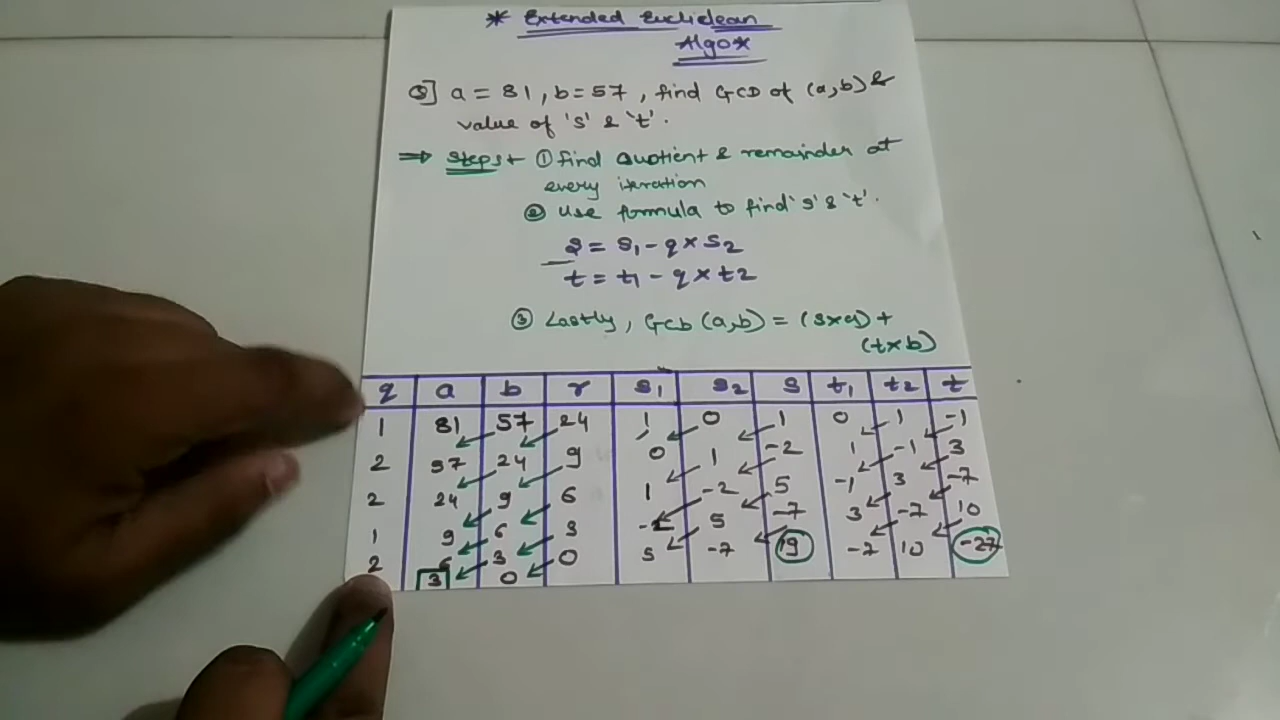 * Extended Euclidean
Algo*
Q] a = 81, b = 57, find GCD of (a,b) &
value of 's' & 't'.
⇒ Steps + ① find Quotient & remainder at
every iteration
② Use formula to find 's' & 't'.
S = S1 - q × S2
t = t1 - q × t2
③ Lastly, GCD (a,b) = (s×a) +
(t×b)
q a b r s1 s2 s t1 t2 t
1 81 57 24 1 0 1 0 1 -1
2 57 24 9 0 1 -2 1 -1 3
2 24 9 6 1 -2 5 -1 3 -7
1 9 6 3 -2 5 -7 3 -7 10
2 6 3 0 5 -7 19 -7 10 -27
3 0